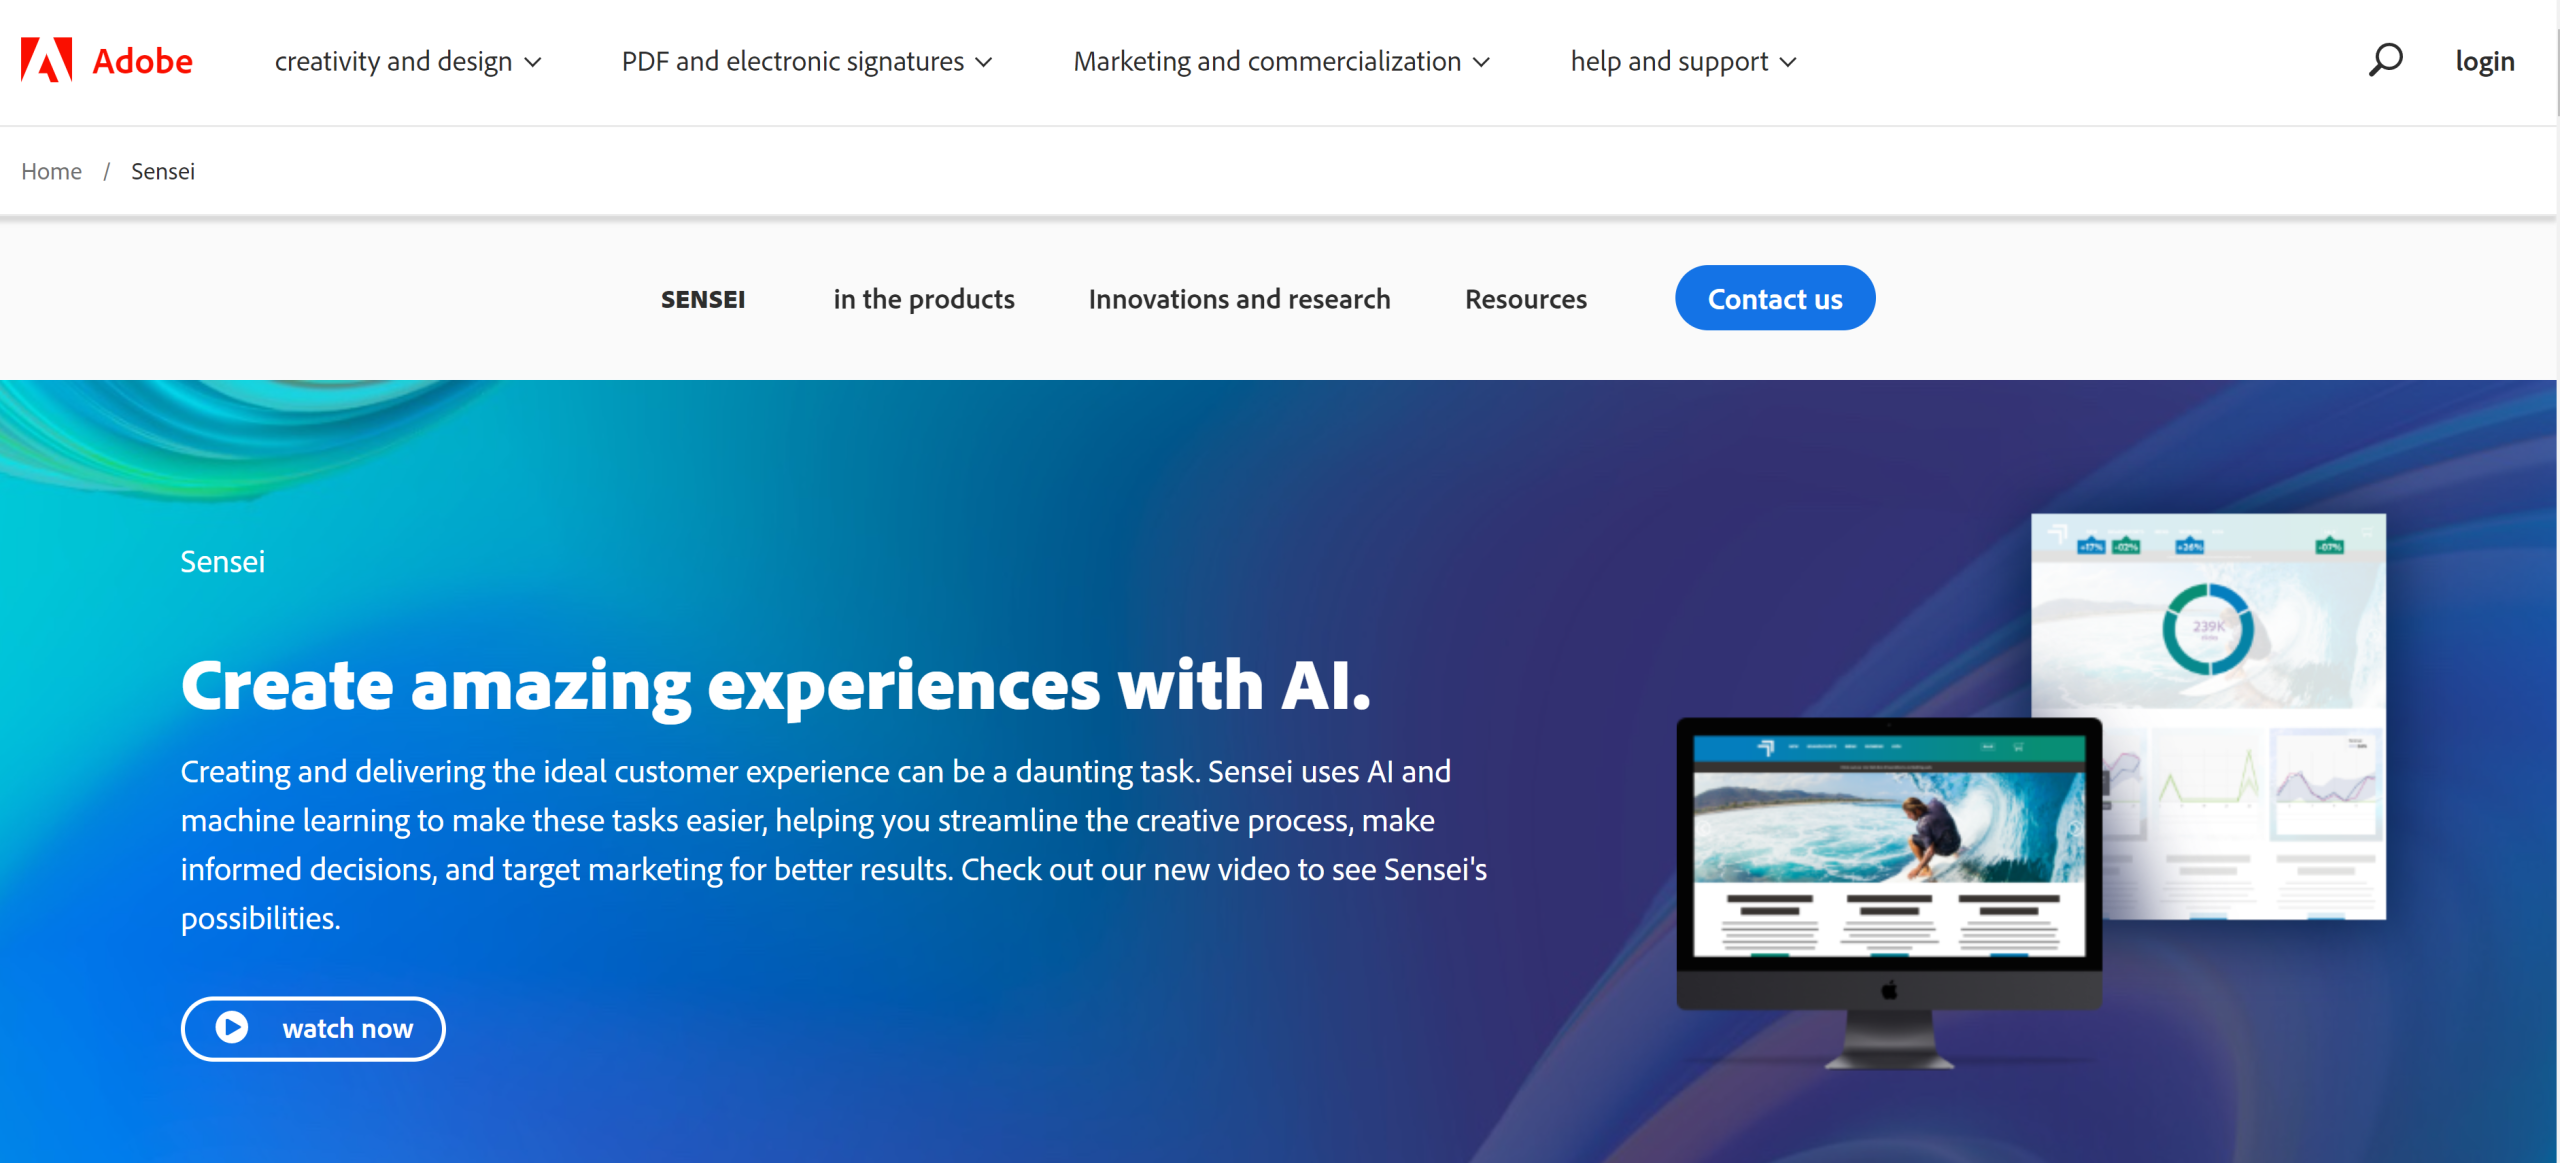 Adobe
creativity and design
PDF and electronic signatures
Marketing and commercialization
help and support
login
Home / Sensei
SENSEI
in the products
Innovations and research
Resources
Contact us
Sensei
Create amazing experiences with AI.
Creating and delivering the ideal customer experience can be a daunting task. Sensei uses AI and
machine learning to make these tasks easier, helping you streamline the creative process, make
informed decisions, and target marketing for better results. Check out our new video to see Sensei's
possibilities.
watch now
+17%
-02%
+26%
-07%
239K